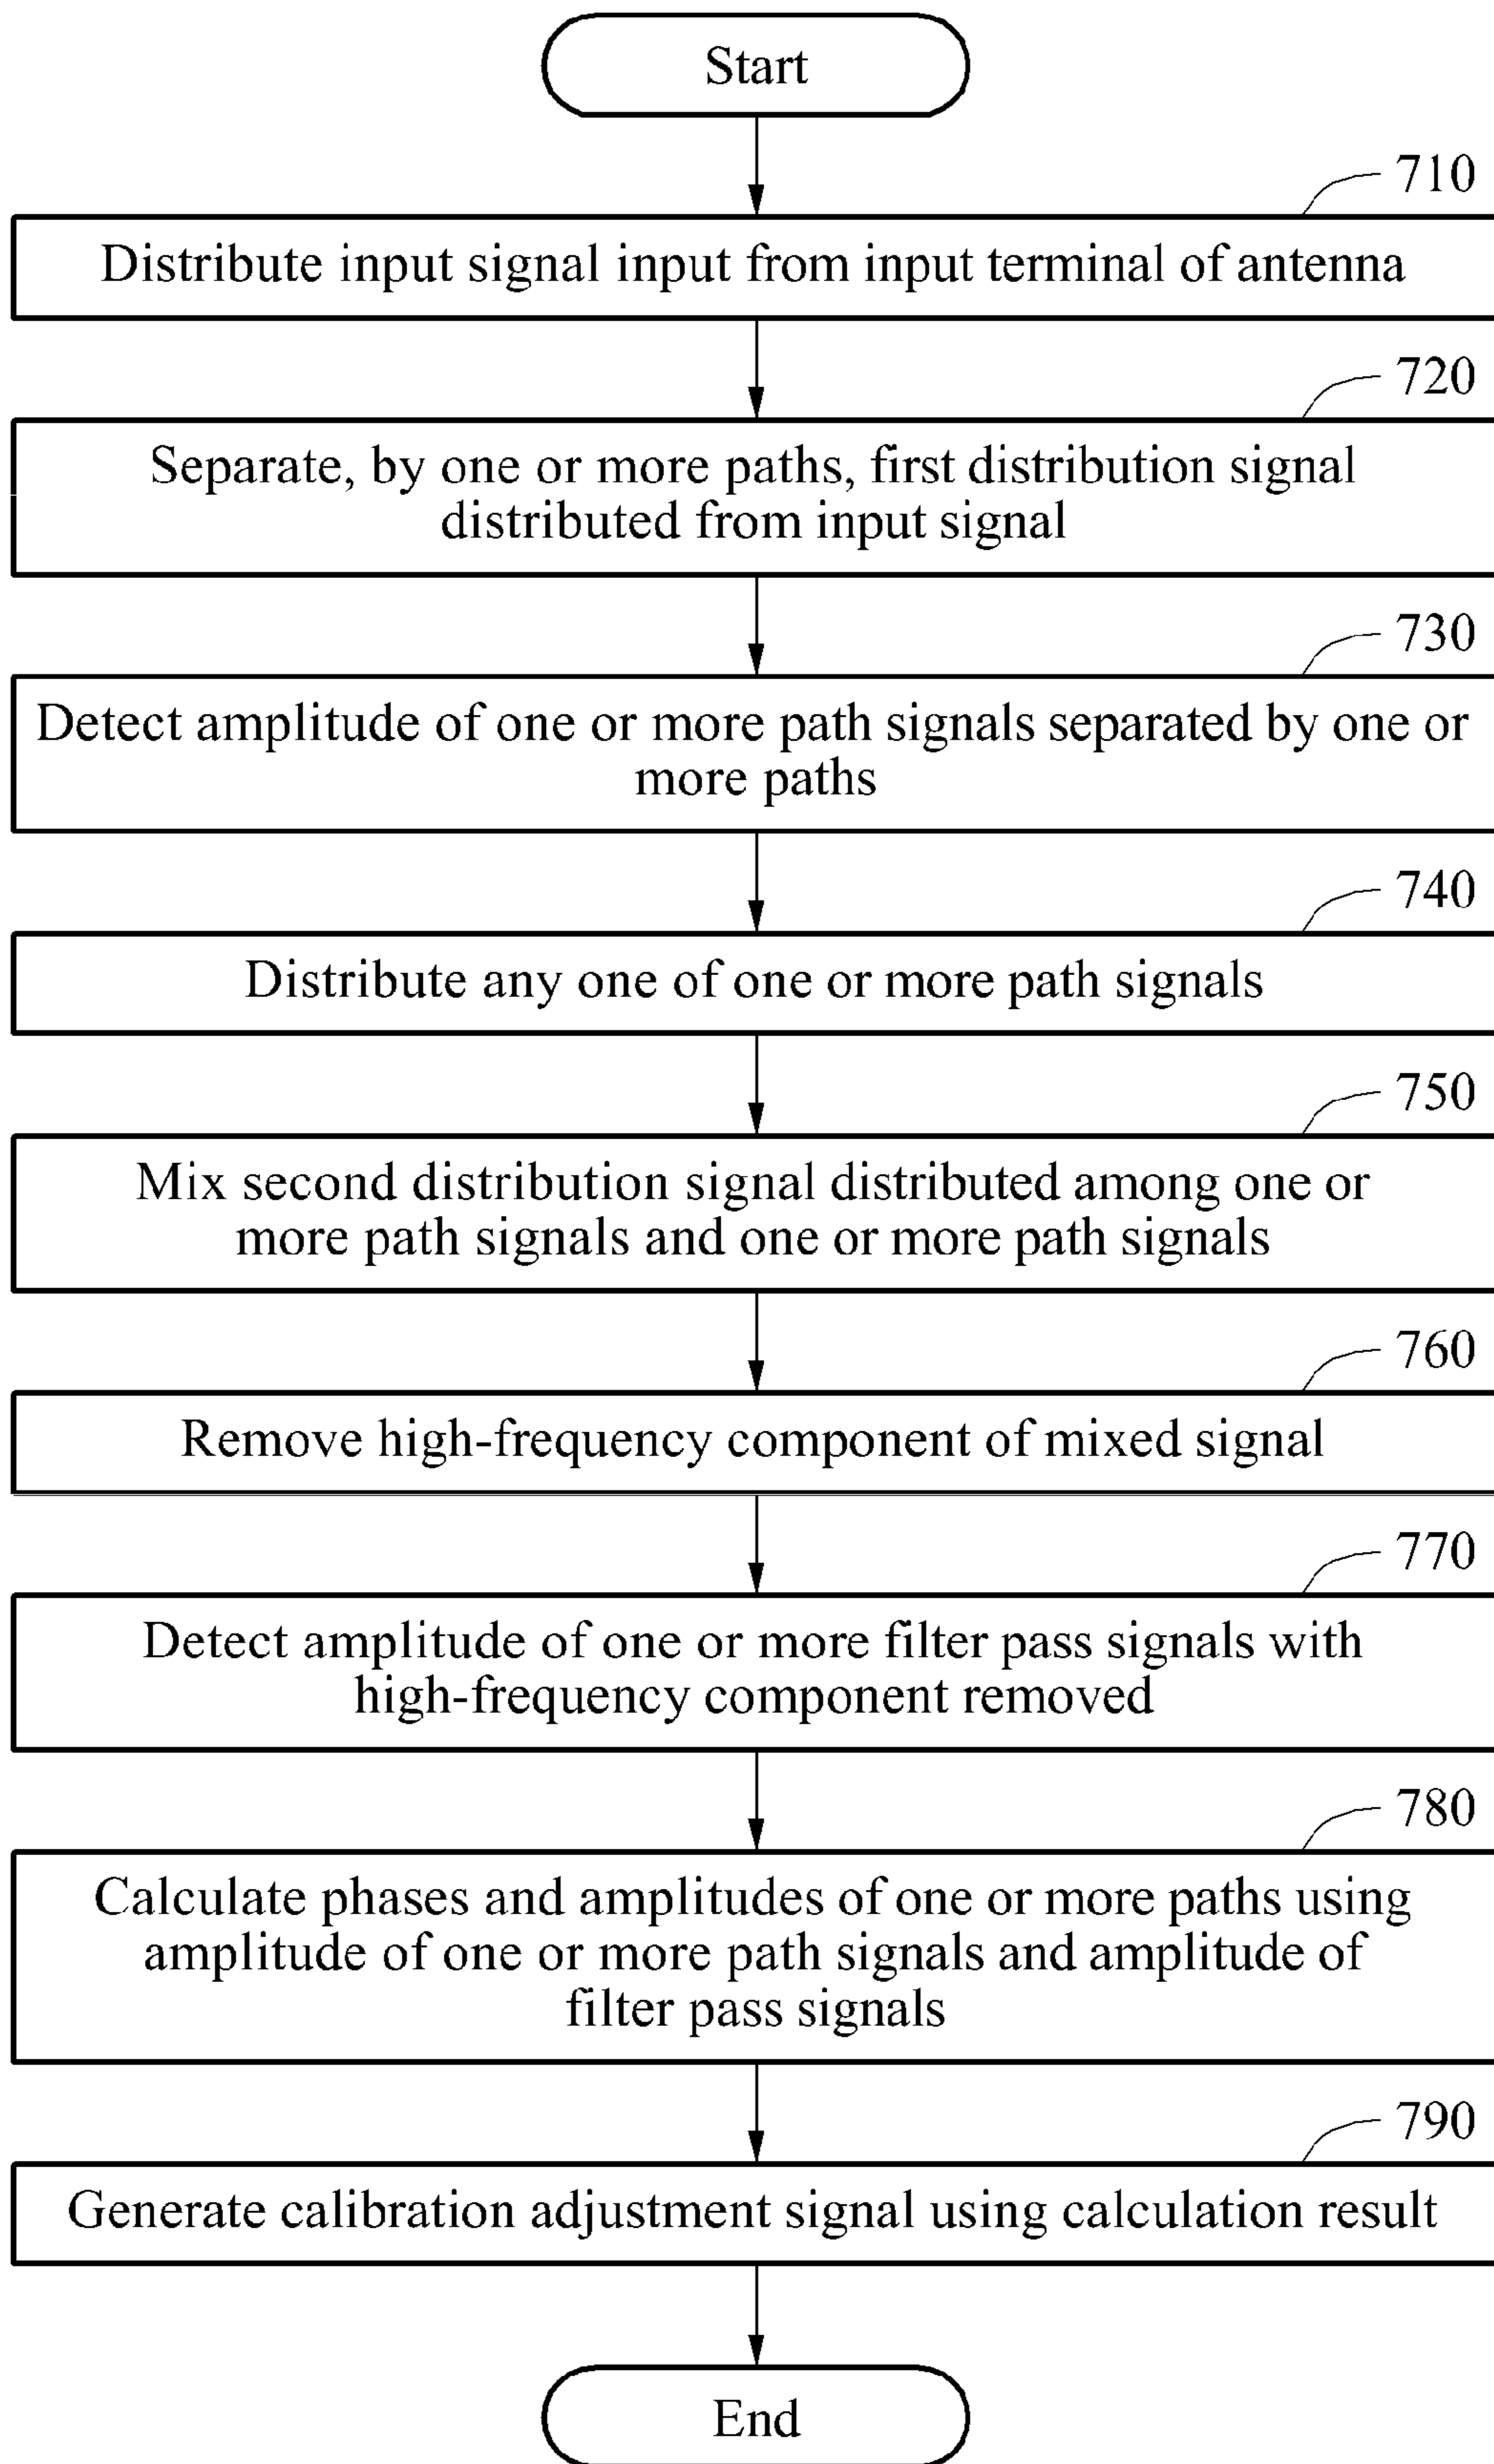 Start
710
Distribute input signal input from input terminal of antenna
720
Separate, by one or more paths, first distribution signal
distributed from input signal
730
Detect amplitude of one or more path signals separated by one or
more paths
740
Distribute any one of one or more path signals
750
Mix second distribution signal distributed among one or
more path signals and one or more path signals
760
Remove high-frequency component of mixed signal
770
Detect amplitude of one or more filter pass signals with
high-frequency component removed
780
Calculate phases and amplitudes of one or more paths using
amplitude of one or more path signals and amplitude of
filter pass signals
790
Generate calibration adjustment signal using calculation result
End